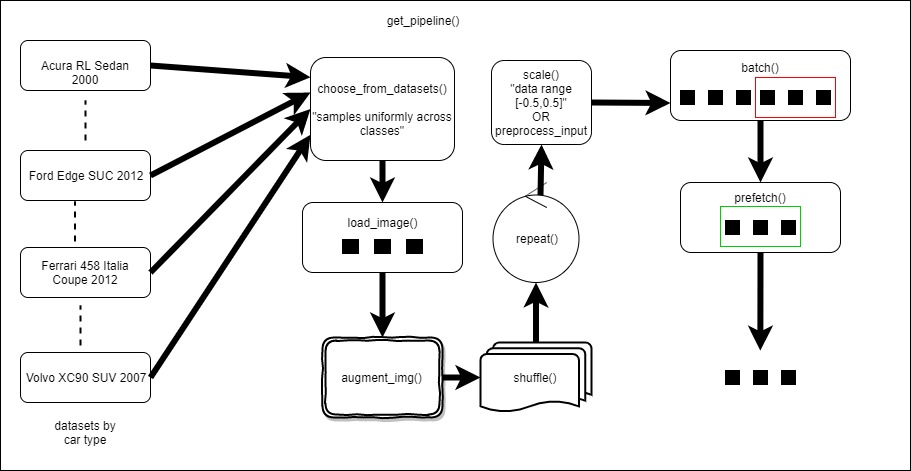 get_pipeline()
Acura RL Sedan
2000
Ford Edge SUC 2012
Ferrari 458 Italia
Coupe 2012
Volvo XC90 SUV 2007
datasets by
car type
choose_from_datasets()
"samples uniformly across
classes"
load_image()
augment_img()
shuffle()
repeat()
scale()
"data range
[-0.5,0.5]"
OR
preprocess_input
batch()
prefetch()